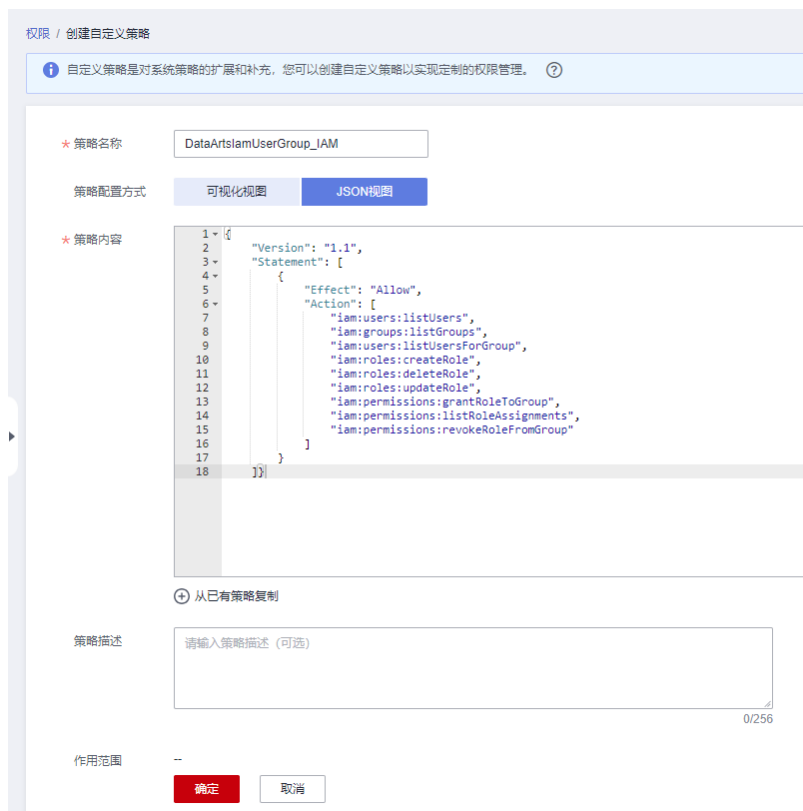 权限 / 创建自定义策略
自定义策略是对系统策略的扩展和补充，您可以创建自定义策略以实现定制的权限管理。
* 策略名称 DataArtsIamUserGroup_IAM
策略配置方式 可视化视图 JSON视图
* 策略内容
1 {
2 "Version": "1.1",
3 "Statement": [
4 {
5 "Effect": "Allow",
6 "Action": [
7 "iam:users:listUsers",
8 "iam:groups:listGroups",
9 "iam:users:listUsersForGroup",
10 "iam:roles:createRole",
11 "iam:roles:deleteRole",
12 "iam:roles:updateRole",
13 "iam:permissions:grantRoleToGroup",
14 "iam:permissions:listRoleAssignments",
15 "iam:permissions:revokeRoleFromGroup"
16 ]
17 }
18 ]}
从已有策略复制
策略描述 请输入策略描述（可选）
0/256
作用范围 --
确定 取消